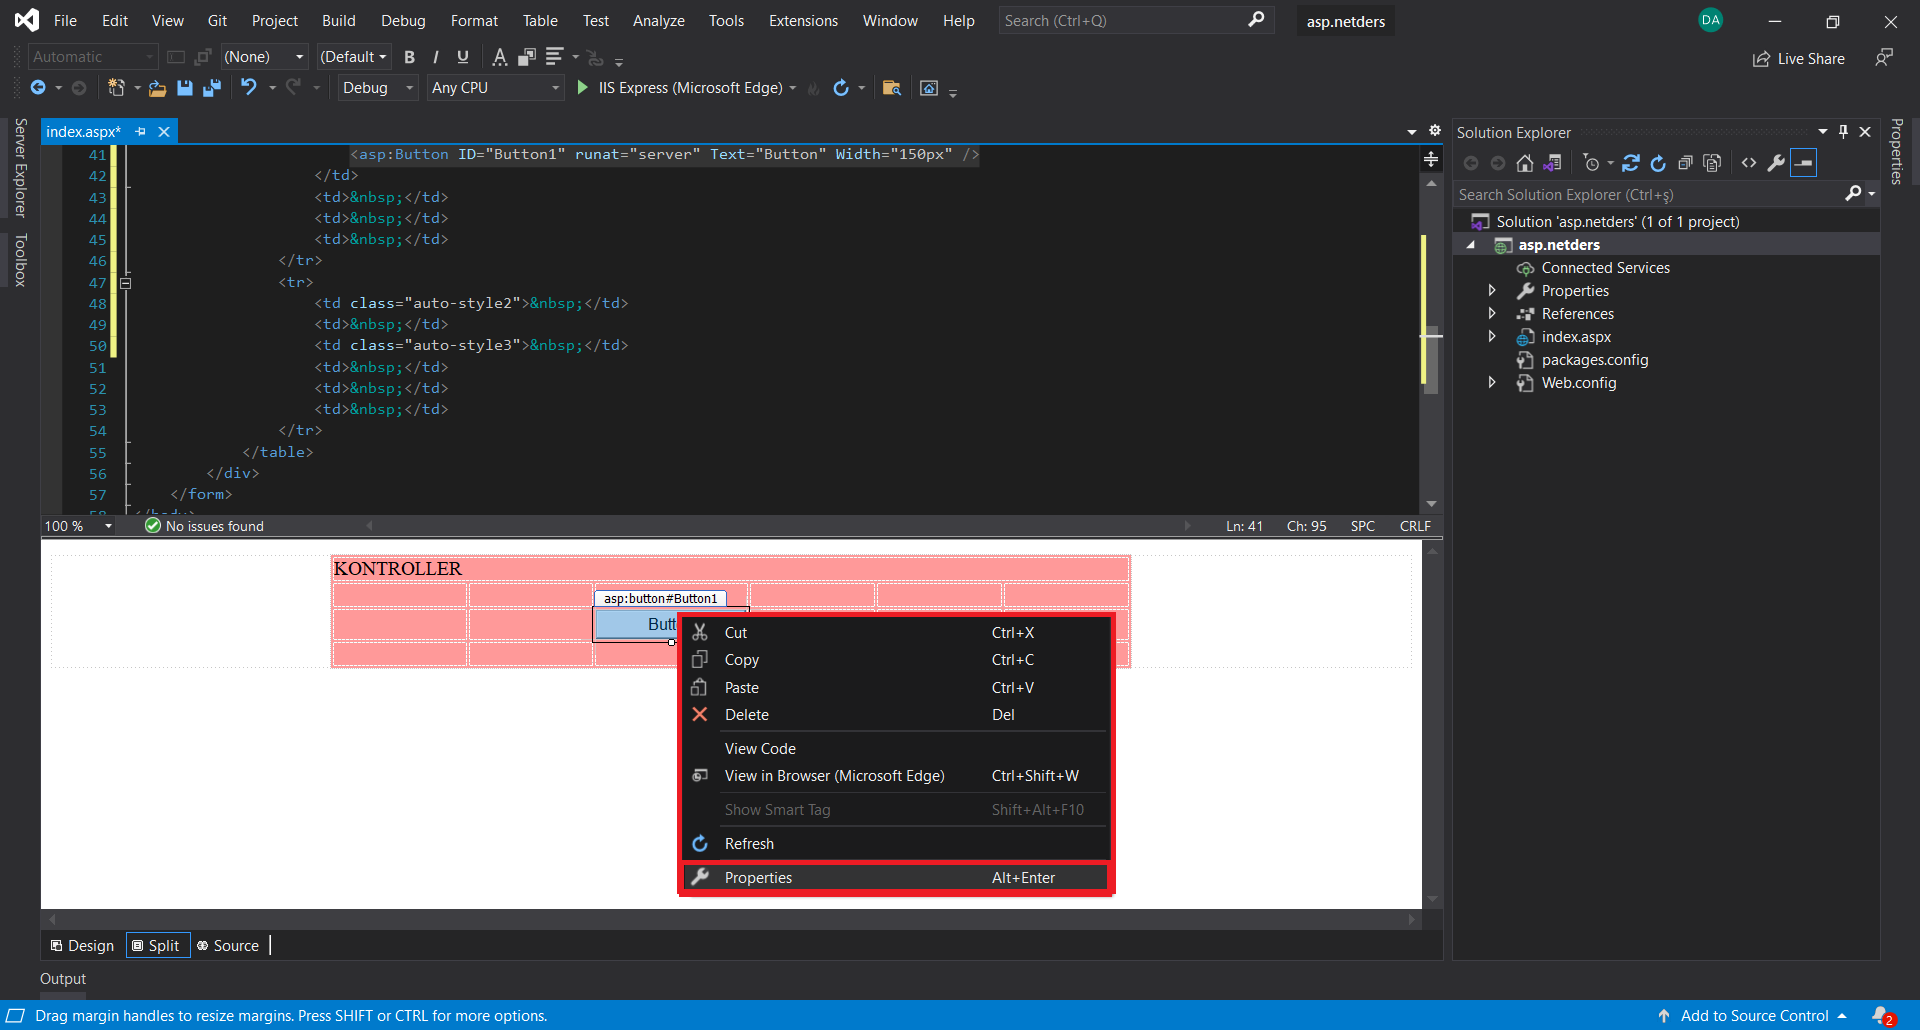 File Edit View Git Project Build Debug Format Table Test Analyze Tools Extensions Window Help Search (Ctrl+Q) asp.netders DA
Automatic (None) (Default B I U A Live Share
Debug Any CPU IIS Express (Microsoft Edge)
Server Explorer
Toolbox
index.aspx*
41 <asp:Button ID="Button1" runat="server" Text="Button" Width="150px" />
42 </td>
43 <td>&nbsp;</td>
44 <td>&nbsp;</td>
45 <td>&nbsp;</td>
46 </tr>
47 <tr>
48 <td class="auto-style2">&nbsp;</td>
49 <td>&nbsp;</td>
50 <td class="auto-style3">&nbsp;</td>
51 <td>&nbsp;</td>
52 <td>&nbsp;</td>
53 <td>&nbsp;</td>
54 </tr>
55 </table>
56 </div>
57 </form>
100 % No issues found Ln: 41 Ch: 95 SPC CRLF
KONTROLLER
asp:button#Button1
Butt
Cut Ctrl+X
Copy Ctrl+C
Paste Ctrl+V
Delete Del
View Code
View in Browser (Microsoft Edge) Ctrl+Shift+W
Show Smart Tag Shift+Alt+F10
Refresh
Properties Alt+Enter
Design Split Source
Output
Solution Explorer
Search Solution Explorer (Ctrl+ş)
Solution 'asp.netders' (1 of 1 project)
asp.netders
Connected Services
Properties
References
index.aspx
packages.config
Web.config
Properties
Drag margin handles to resize margins. Press SHIFT or CTRL for more options. Add to Source Control 2